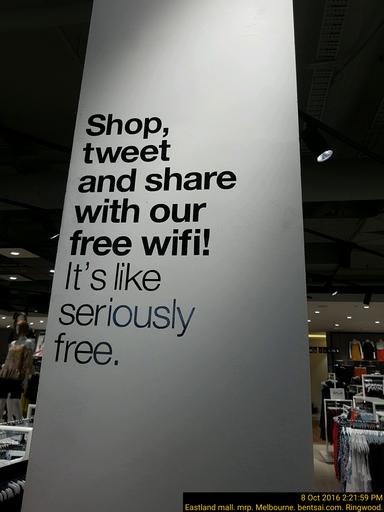 Shop,
tweet
and share
with our
free wifi!
It's like
seriously
free.
8 Oct 2016 2:21:59 PM
Eastland mall. mrp. Melbourne. bentsai.com. Ringwood.